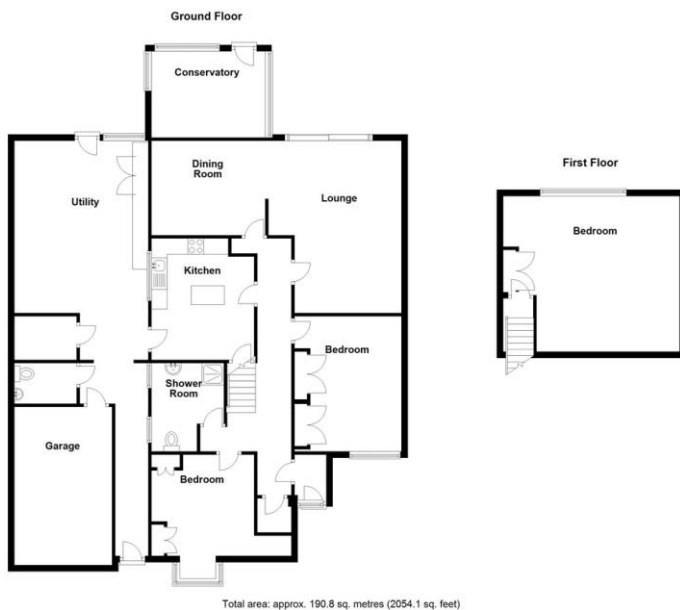 Ground Floor
Conservatory
Dining
Room
Utility
Lounge
Kitchen
Bedroom
Shower
Room
Garage
Bedroom
First Floor
Bedroom
Total area: approx. 190.8 sq. metres (2054.1 sq. feet)